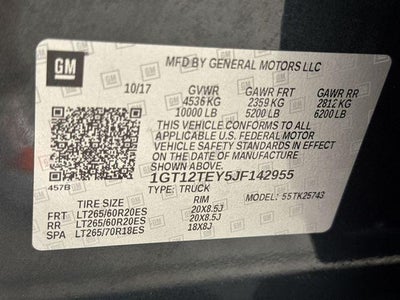 GM
MFD BY GENERAL MOTORS LLC
10/17 GVWR GAWR FRT GAWR RR
4536 KG 2359 KG 2812 KG
10000 LB 5200 LB 6200 LB
THIS VEHICLE CONFORMS TO ALL
APPLICABLE U.S. FEDERAL MOTOR
VEHICLE SAFETY STANDARDS IN EFFECT
ON THE DATE OF MANUFACTURE
SHOWN ABOVE.
1GT12TEY5JF142955
457B TYPE: TRUCK MODEL: 55TK25743
TIRE SIZE RIM
FRT LT265/60R20ES 20X8.5J
RR LT265/60R20ES 20X8.5J
SPA LT265/70R18ES 18X8J